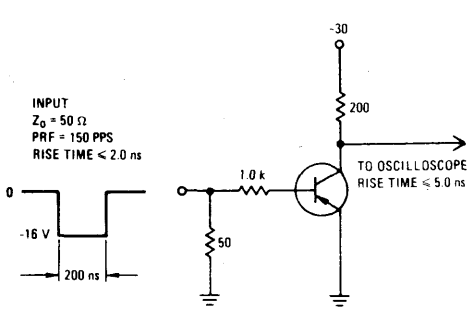 -30
200
INPUT
Z₀ = 50 Ω
PRF = 150 PPS
RISE TIME ≤ 2.0 ns
TO OSCILLOSCOPE
RISE TIME ≤ 5.0 ns
1.0 k
0
-16 V
50
200 ns